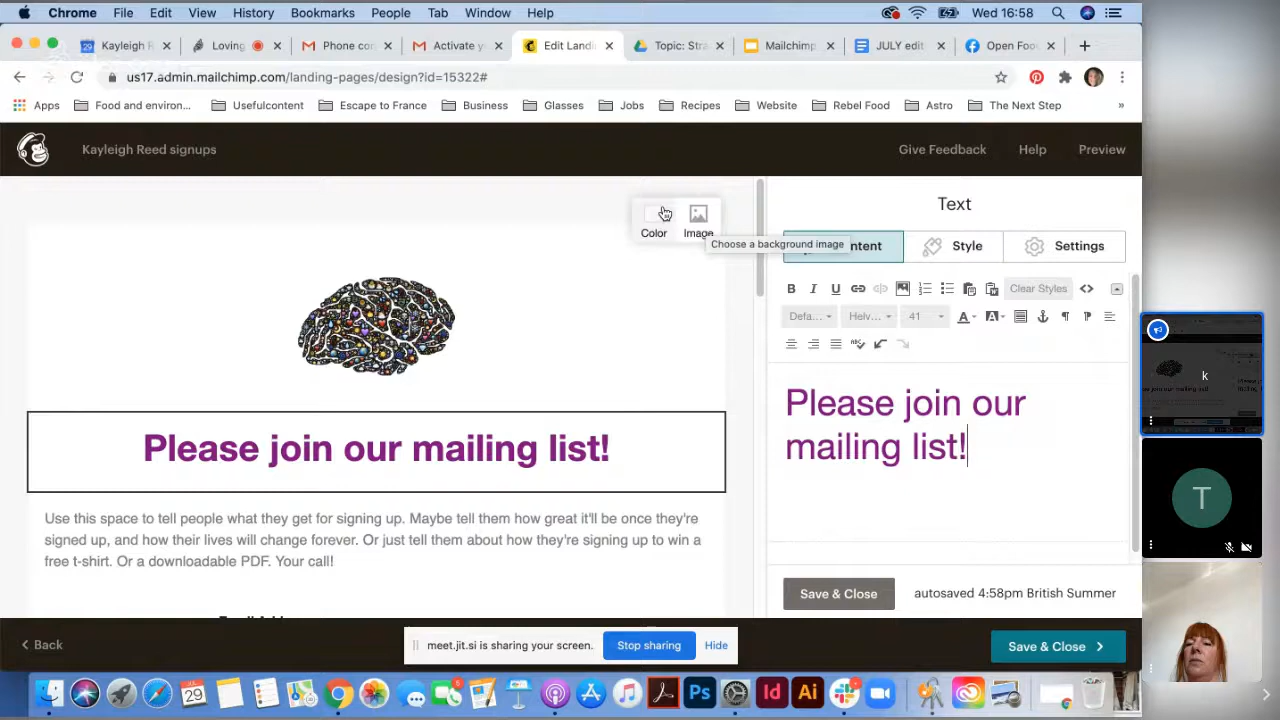 Chrome File Edit View History Bookmarks People Tab Window Help Wed 16:58
Kayleigh R Loving Phone con Activate y Edit Landi Topic: Stra Mailchimp JULY edit Open Foo
us17.admin.mailchimp.com/landing-pages/design?id=15322#
Apps Food and environ... Usefulcontent Escape to France Business Glasses Jobs Recipes Website Rebel Food Astro The Next Step »
Kayleigh Reed signups Give Feedback Help Preview
Text
Color Image
Choose a background image
ntent Style Settings
B I U Clear Styles
Defa... Helv... 41 A A
ABC
Please join our
mailing list!
Please join our mailing list!
Use this space to tell people what they get for signing up. Maybe tell them how great it'll be once they're
signed up, and how their lives will change forever. Or just tell them about how they're signing up to win a
free t-shirt. Or a downloadable PDF. Your call!
Save & Close autosaved 4:58pm British Summer
Back meet.jit.si is sharing your screen. Stop sharing Hide Save & Close
k
T
29 Ps Id Ai